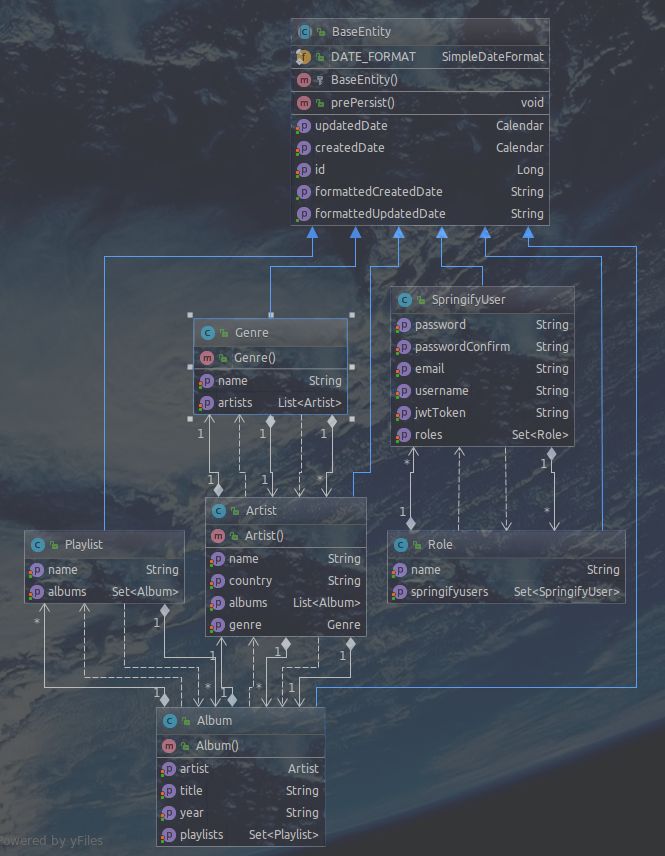 BaseEntity
DATE_FORMAT SimpleDateFormat
BaseEntity()
prePersist() void
updatedDate Calendar
createdDate Calendar
id Long
formattedCreatedDate String
formattedUpdatedDate String
SpringifyUser
password String
passwordConfirm String
email String
username String
jwtToken String
roles Set<Role>
Genre
Genre()
name String
artists List<Artist>
1 1 *
1 1 *
* 1
1 *
Artist
Artist()
name String
country String
albums List<Album>
genre Genre
Playlist
name String
albums Set<Album>
Role
name String
springifyusers Set<SpringifyUser>
* 1
1 1 1
1 * 1 * 1
Album
Album()
artist Artist
title String
year String
playlists Set<Playlist>
Powered by yFiles